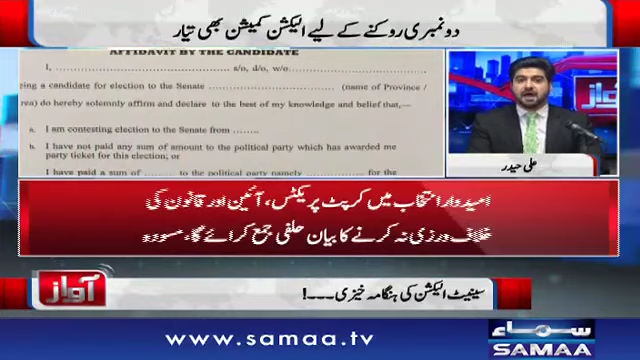 دو نمبری روکنے کے لیے الیکشن کمیشن بھی تیار
AFFIDAVIT BY THE CANDIDATE
I, ........................................ s/o, d/o, w/o........................................
ring a candidate for election to the Senate ........................ (name of Province /
rea) do hereby solemnly affirm and declare to the best of my knowledge and belief that,—
a. I am contesting election to the Senate from ........
b. I have not paid any sum of amount to the political party which has awarded me
party ticket for this election, or
I have paid a sum of ......... to the political party namely ............ for the
آواز
علی حیدر
امیدوار انتخاب میں کرپٹ پریکٹس، آئین اور قانون کی
خلاف ورزی نہ کرنے کا بیان حلفی جمع کرائے گا، مسودہ
آواز
سینیٹ الیکشن کی ہنگامہ خیزی ---!
www.samaa.tv
سماء
SAMAA